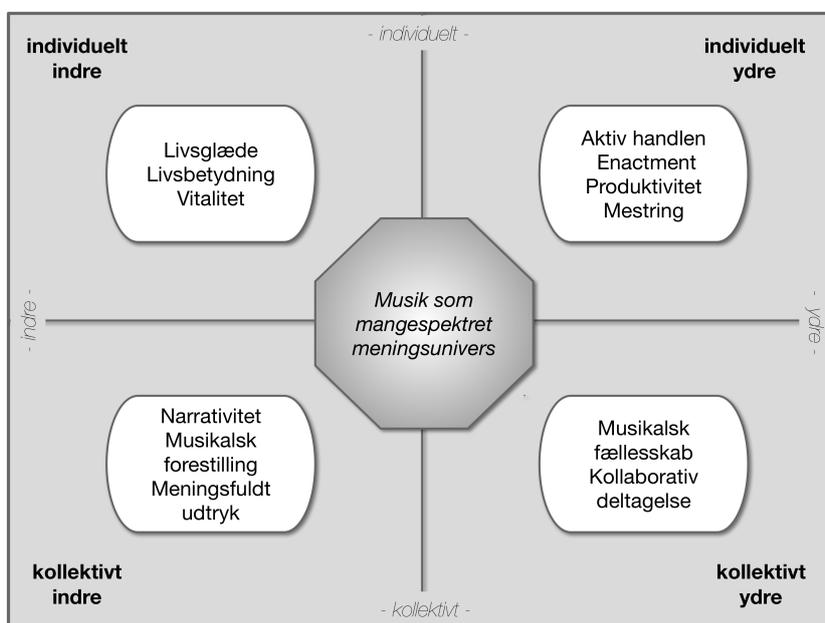 - individuelt -
individuelt
indre
individuelt
ydre
Livsglæde
Livsbetydning
Vitalitet
Aktiv handlen
Enactment
Produktivitet
Mestring
- indre -
Musik som
mangespektret
meningsunivers
- ydre -
Narrativitet
Musikalsk
forestilling
Meningsfuldt
udtryk
Musikalsk
fællesskab
Kollaborativ
deltagelse
kollektivt
indre
kollektivt
ydre
- kollektivt -